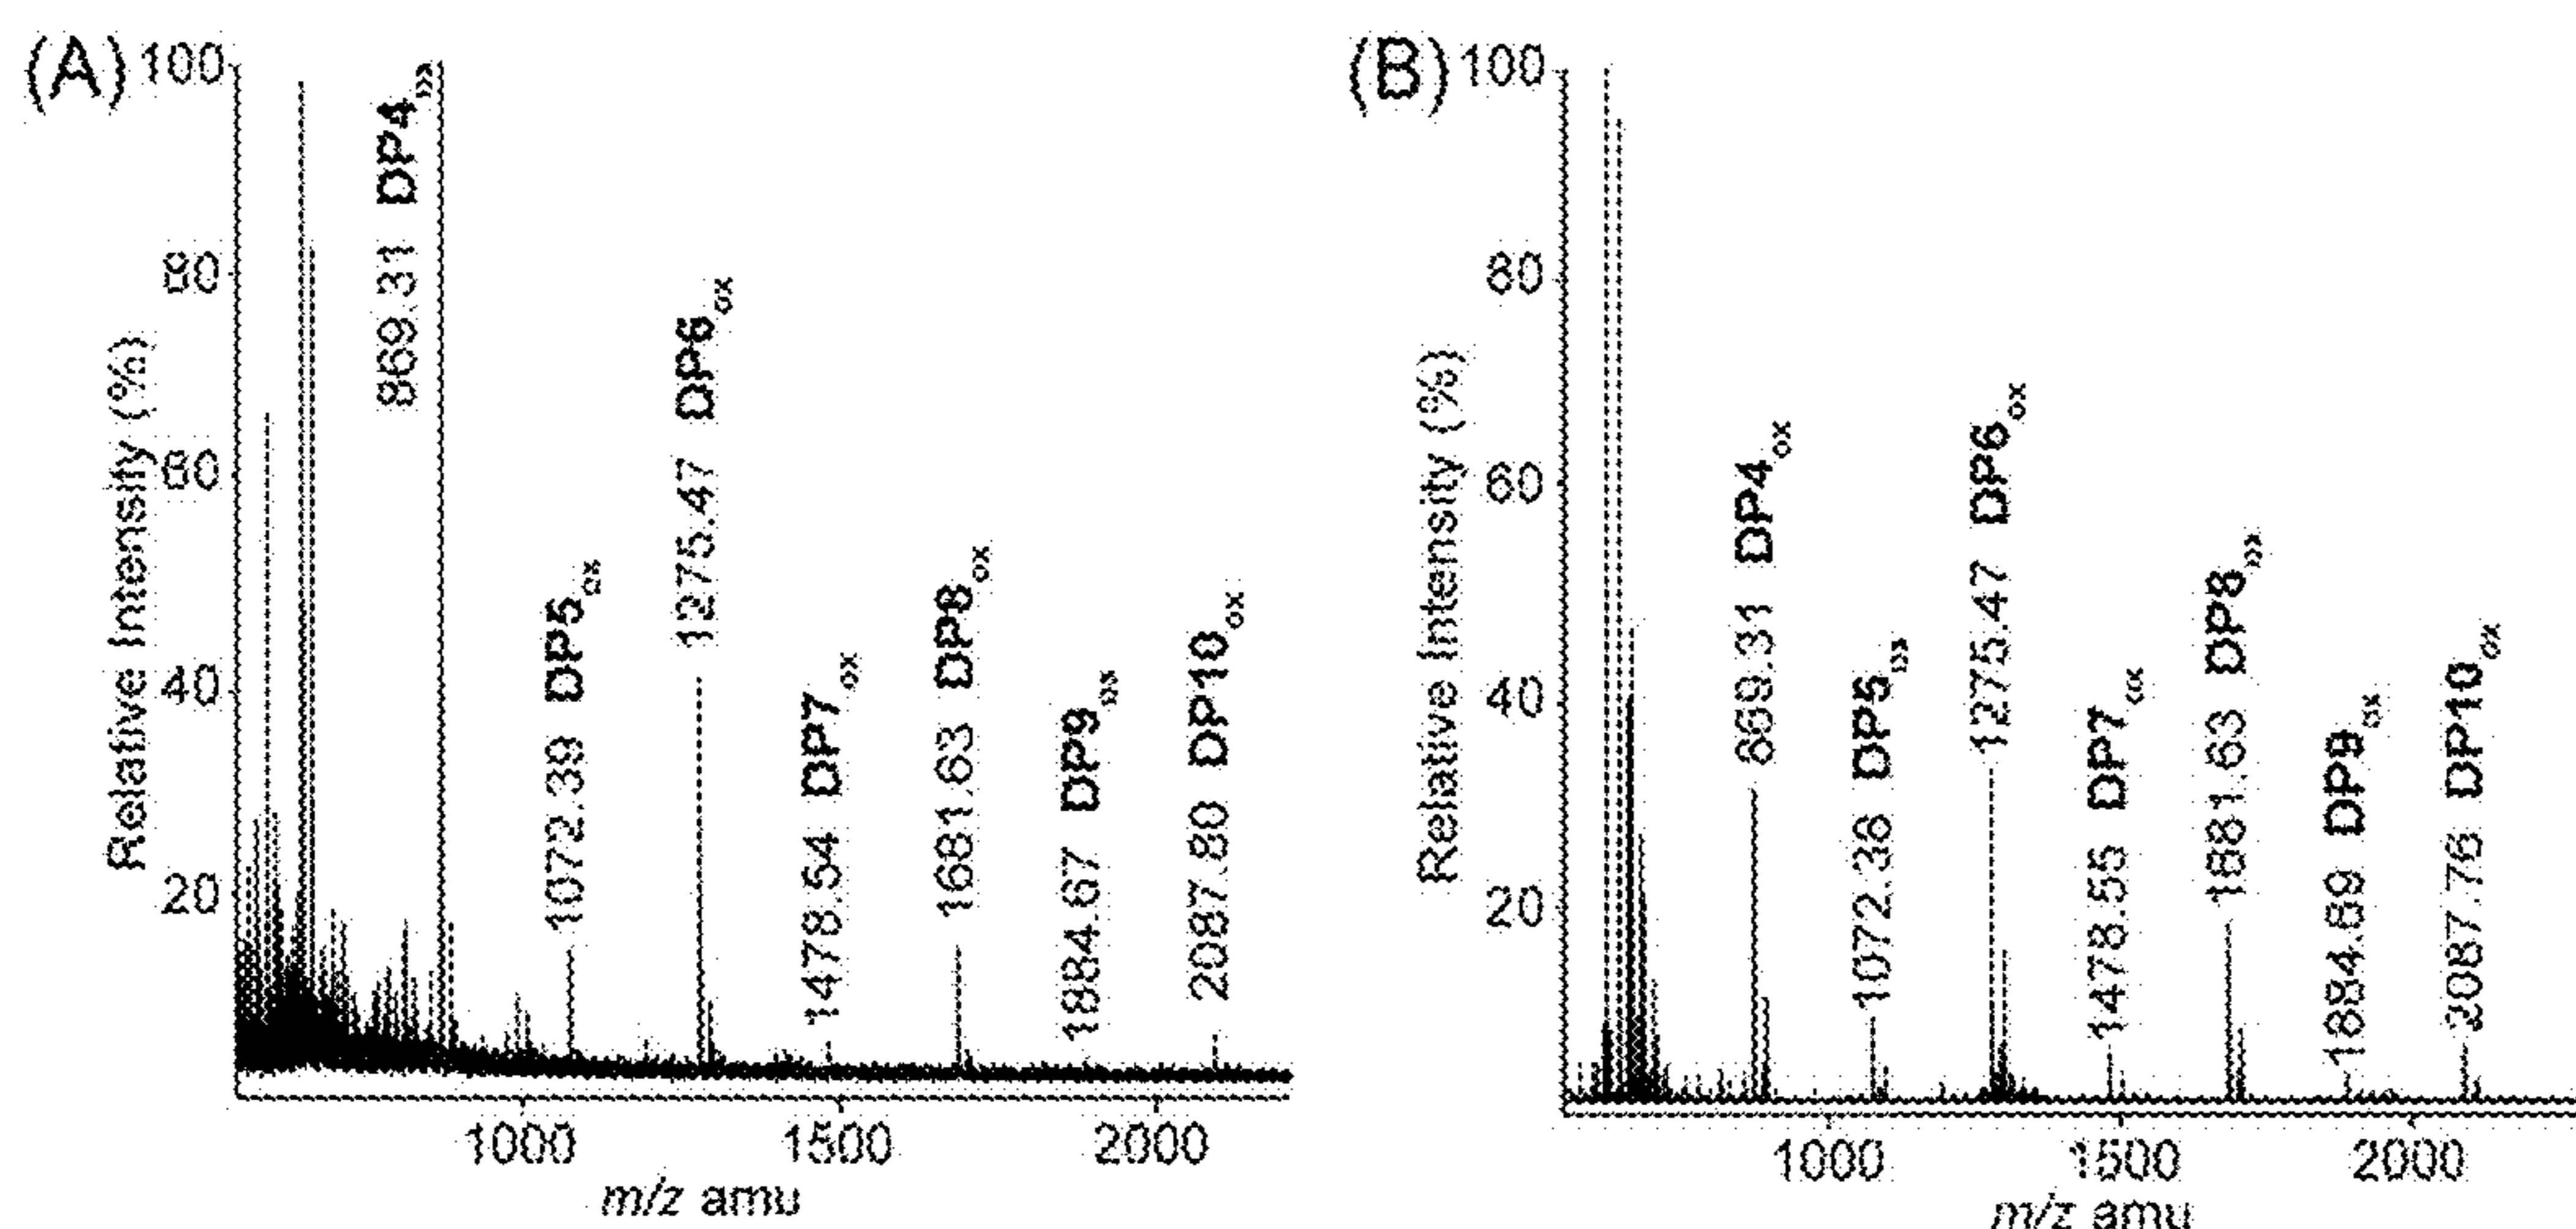 (A)
100
80
60
40
20
Relative Intensity (%)
869.31 DP4ox
1072.39 DP5ox
1275.47 DP6ox
1478.54 DP7ox
1681.63 DP8ox
1884.67 DP9ox
2087.80 DP10ox
1000 1500 2000
m/z amu
(B)
100
80
60
40
20
Relative Intensity (%)
869.31 DP4ox
1072.38 DP5ox
1275.47 DP6ox
1478.55 DP7ox
1681.63 DP8ox
1884.69 DP9ox
2087.76 DP10ox
1000 1500 2000
m/z amu